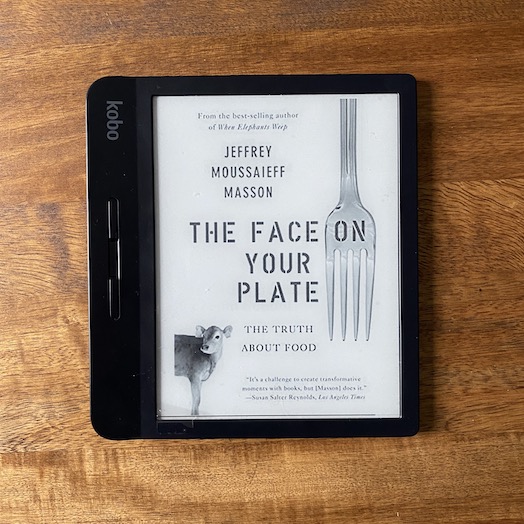 kobo
From the best-selling author
of When Elephants Weep
JEFFREY
MOUSSAIEFF
MASSON
THE FACE ON
YOUR
PLATE
THE TRUTH
ABOUT FOOD
"It's a challenge to create transformative
moments with books, but [Masson] does it."
—Susan Salter Reynolds, Los Angeles Times